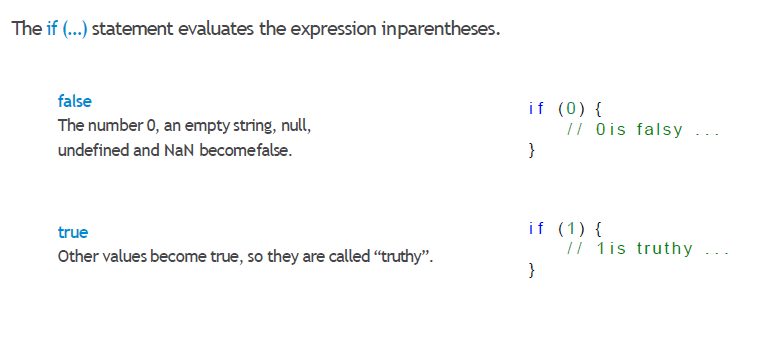 The if (...) statement evaluates the expression inparentheses.
false
The number 0, an empty string, null,
undefined and NaN becomefalse.
if (0) {
// 0is falsy ...
}
true
Other values become true, so they are called “truthy”.
if (1) {
// 1is truthy ...
}